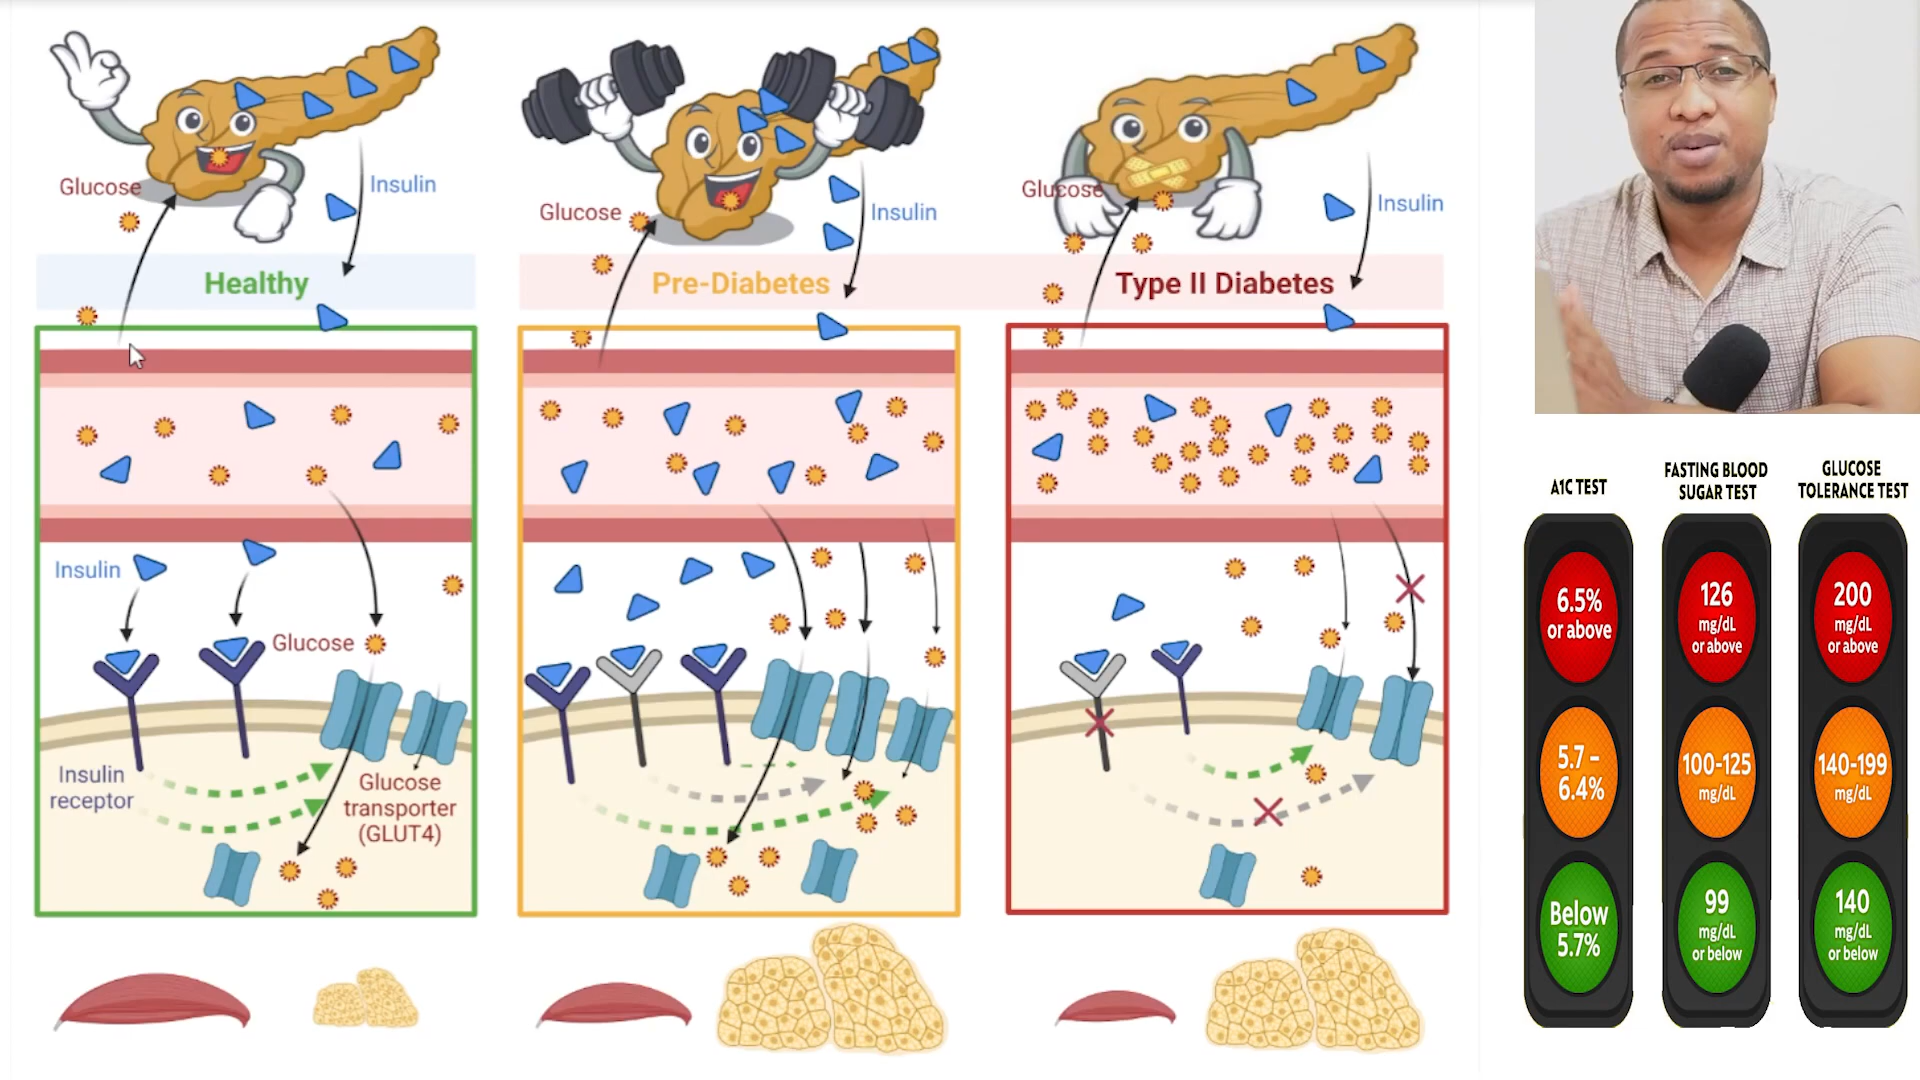 Glucose
Insulin
Glucose
Insulin
Glucose
Insulin
Healthy
Pre-Diabetes
Type II Diabetes
Insulin
Glucose
Insulin
receptor
Glucose
transporter
(GLUT4)
A1C TEST
FASTING BLOOD
SUGAR TEST
GLUCOSE
TOLERANCE TEST
6.5%
or above
126
mg/dL
or above
200
mg/dL
or above
5.7 –
6.4%
100-125
mg/dL
140-199
mg/dL
Below
5.7%
99
mg/dL
or below
140
mg/dL
or below